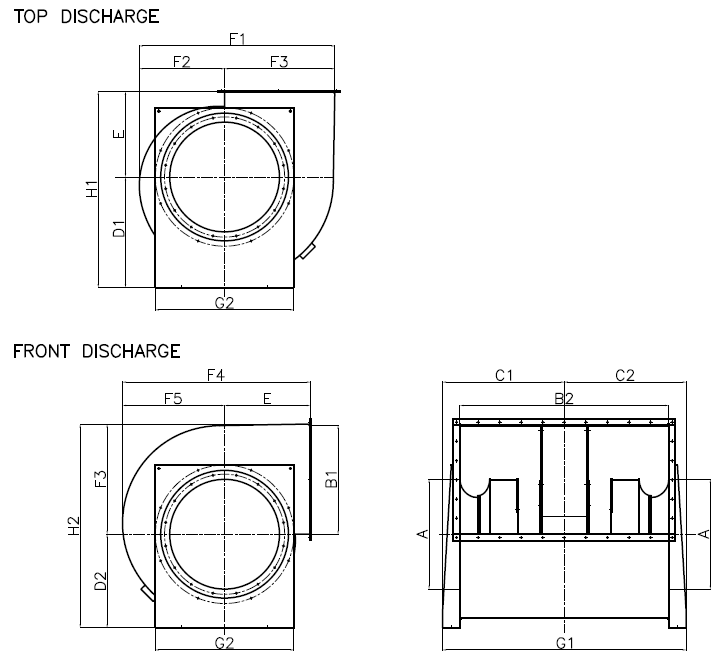 TOP DISCHARGE
F1
F2
F3
E
H1
D1
G2
FRONT DISCHARGE
F4
F5
E
F3
B1
H2
D2
G2
C1
C2
B2
A
A
G1